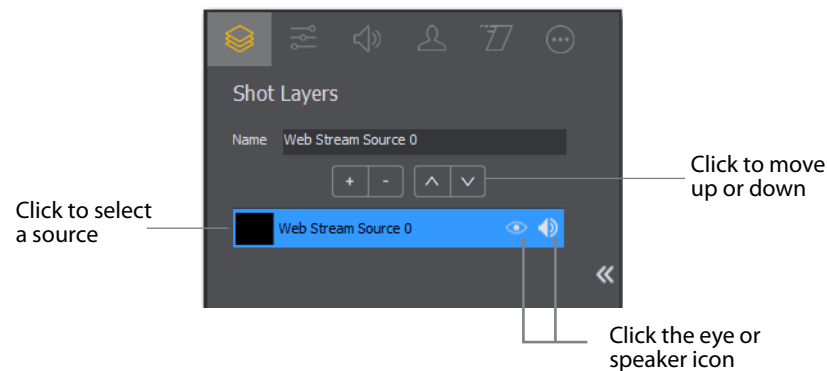 Shot Layers
Name Web Stream Source 0
+ -
Click to move
up or down
Click to select
a source
Web Stream Source 0
Click the eye or
speaker icon